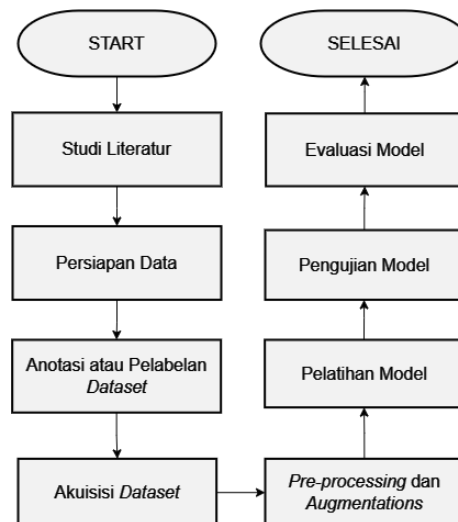 START
Studi Literatur
Persiapan Data
Anotasi atau Pelabelan
Dataset
Akuisisi Dataset
Pre-processing dan
Augmentations
Pelatihan Model
Pengujian Model
Evaluasi Model
SELESAI